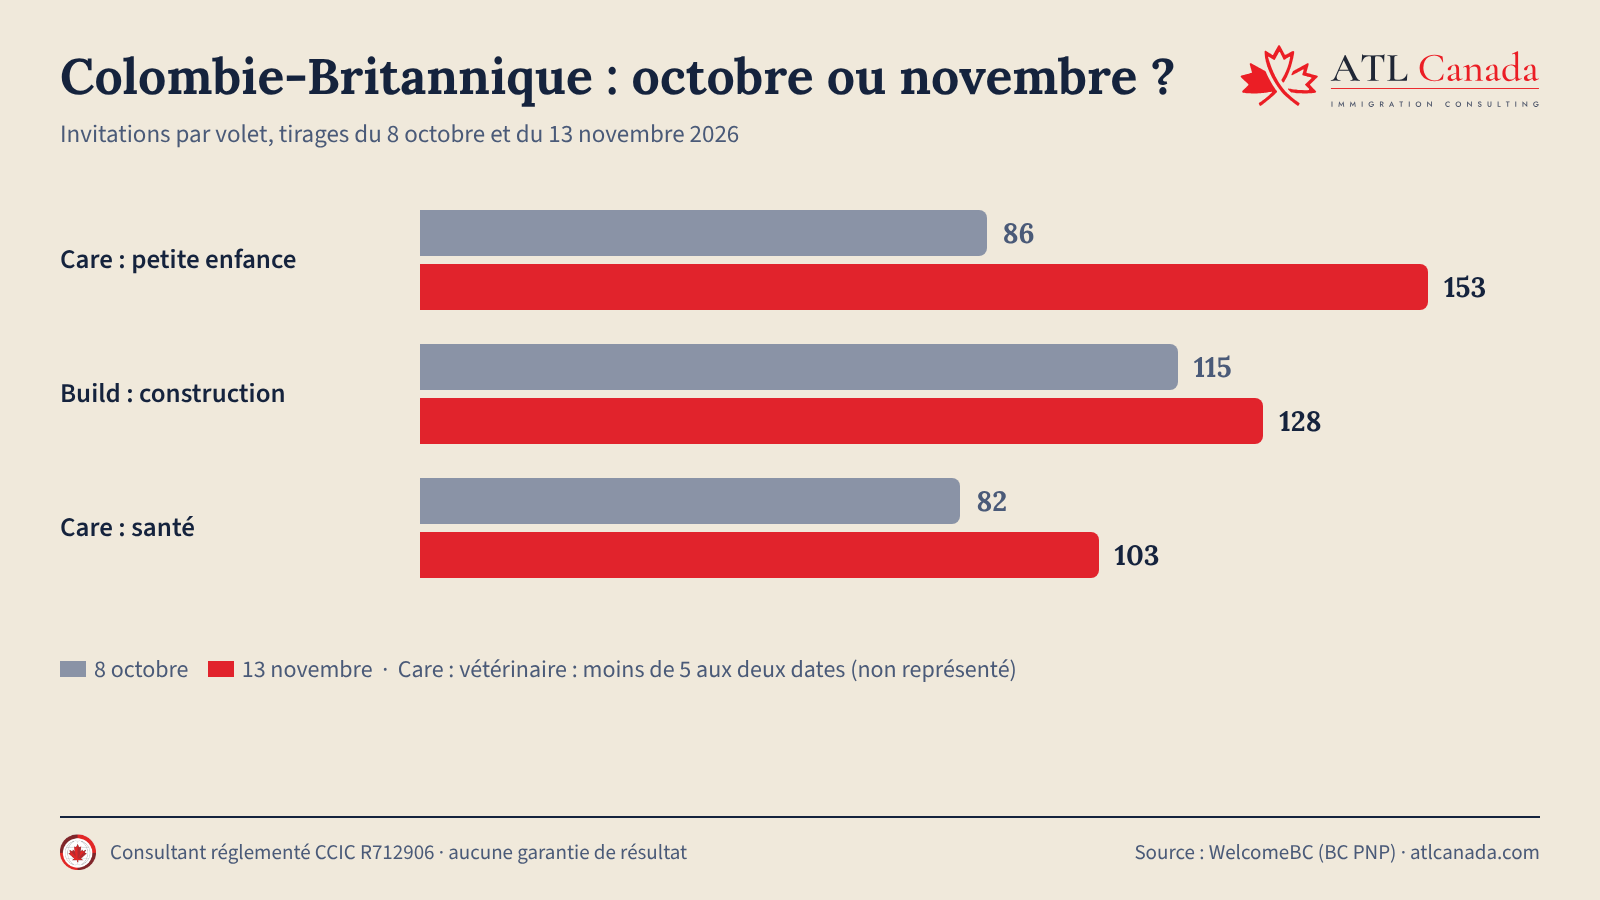 Colombie-Britannique : octobre ou novembre ?
ATL Canada
IMMIGRATION CONSULTING
Invitations par volet, tirages du 8 octobre et du 13 novembre 2026
Care : petite enfance
86
153
Build : construction
115
128
Care : santé
82
103
8 octobre 13 novembre · Care : vétérinaire : moins de 5 aux deux dates (non représenté)
Consultant réglementé CCIC R712906 · aucune garantie de résultat
Source : WelcomeBC (BC PNP) · atlcanada.com